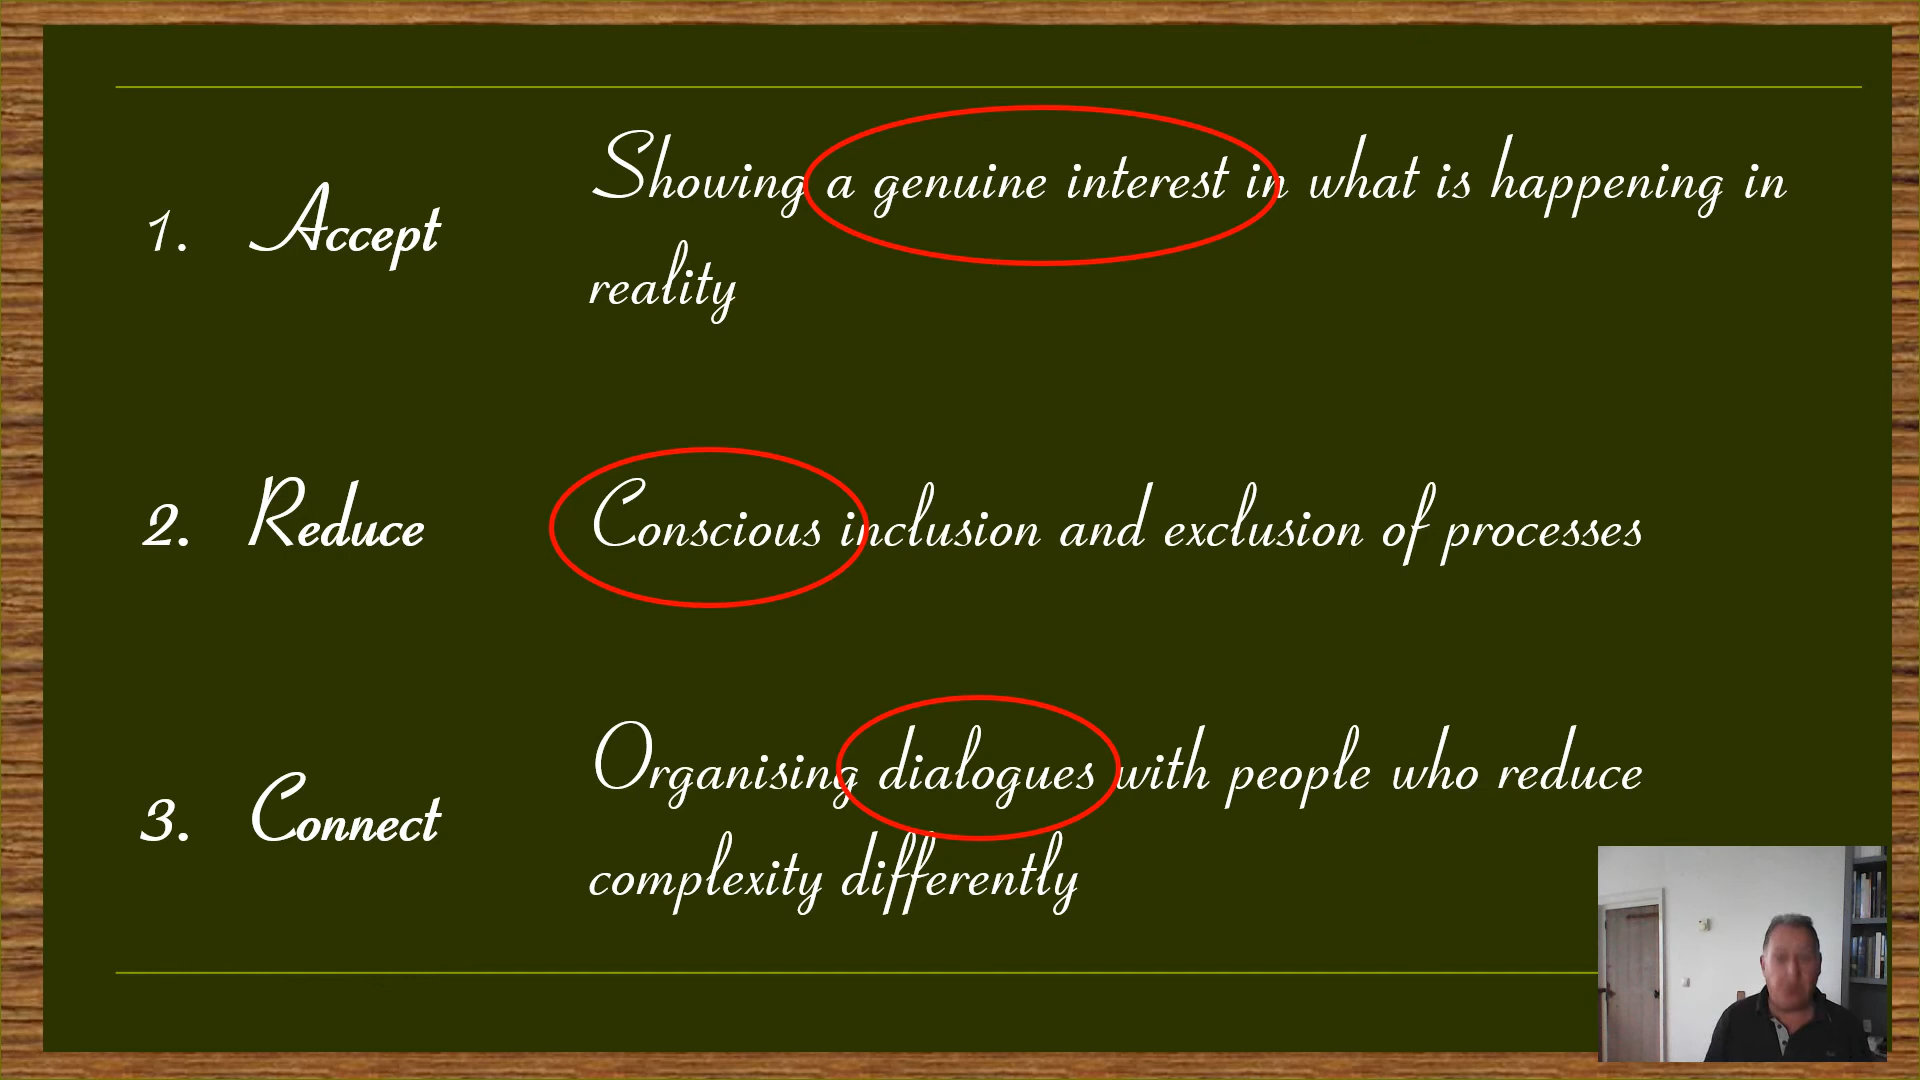 1. Accept
Showing a genuine interest in what is happening in
reality
2. Reduce
Conscious inclusion and exclusion of processes
3. Connect
Organising dialogues with people who reduce
complexity differently